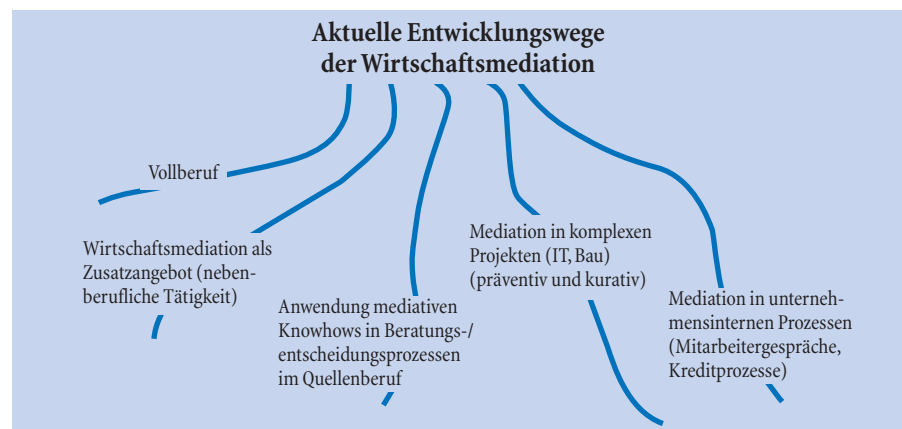 Aktuelle Entwicklungswege
der Wirtschaftsmediation
Vollberuf
Wirtschaftsmediation als
Zusatzangebot (neben-
berufliche Tätigkeit)
Anwendung mediativen
Knowhows in Beratungs-/
entscheidungsprozessen
im Quellenberuf
Mediation in komplexen
Projekten (IT, Bau)
(präventiv und kurativ)
Mediation in unterneh-
mensinternen Prozessen
(Mitarbeitergespräche,
Kreditprozesse)